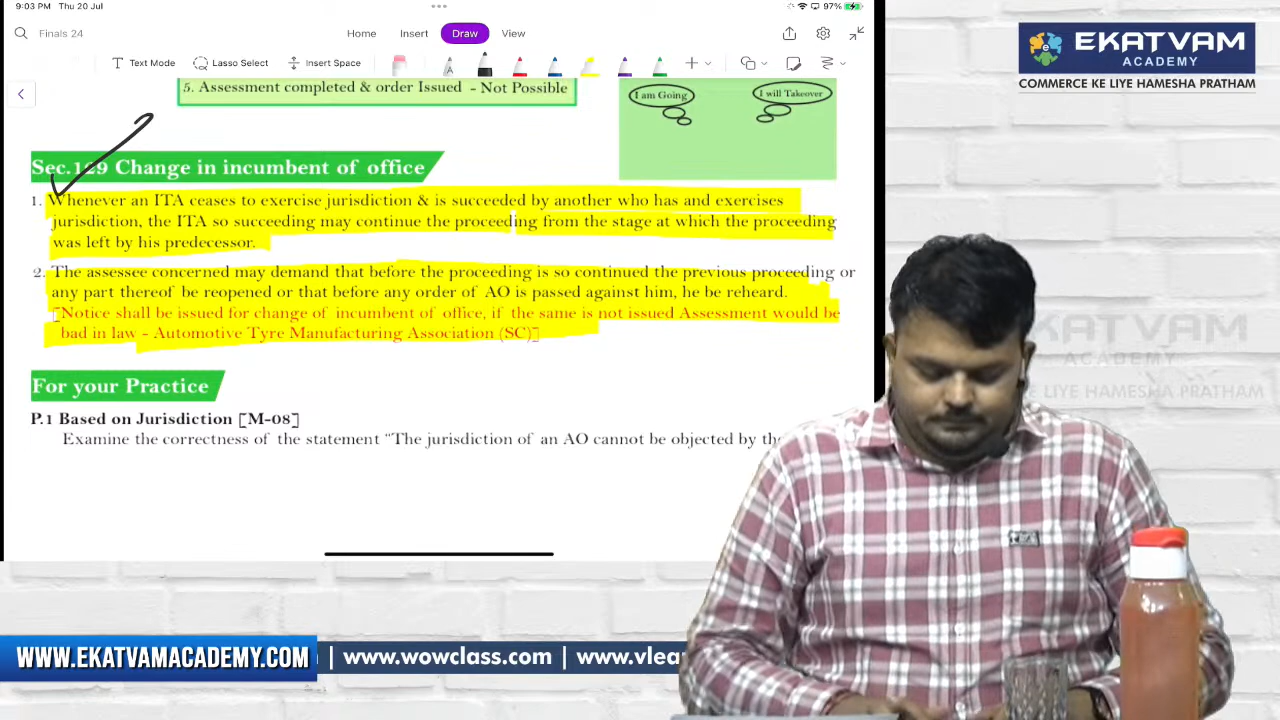 9:03 PM Thu 20 Jul
97%
Finals 24
Home Insert Draw View
Text Mode Lasso Select Insert Space
5. Assessment completed & order Issued - Not Possible
I am Going
I will Takeover
Sec.129 Change in incumbent of office
1. Whenever an ITA ceases to exercise jurisdiction & is succeeded by another who has and exercises
jurisdiction, the ITA so succeeding may continue the proceeding from the stage at which the proceeding
was left by his predecessor.
2. The assessee concerned may demand that before the proceeding is so continued the previous proceeding or
any part thereof be reopened or that before any order of AO is passed against him, he be reheard.
[Notice shall be issued for change of incumbent of office, if the same is not issued Assessment would be
bad in law - Automotive Tyre Manufacturing Association (SC)]
For your Practice
P.1 Based on Jurisdiction [M-08]
Examine the correctness of the statement "The jurisdiction of an AO cannot be objected by the
EKATVAM
ACADEMY
COMMERCE KE LIYE HAMESHA PRATHAM
EKATVAM
ACADEMY
E LIYE HAMESHA PRATHAM
WWW.EKATVAMACADEMY.COM | www.wowclass.com | www.vlea